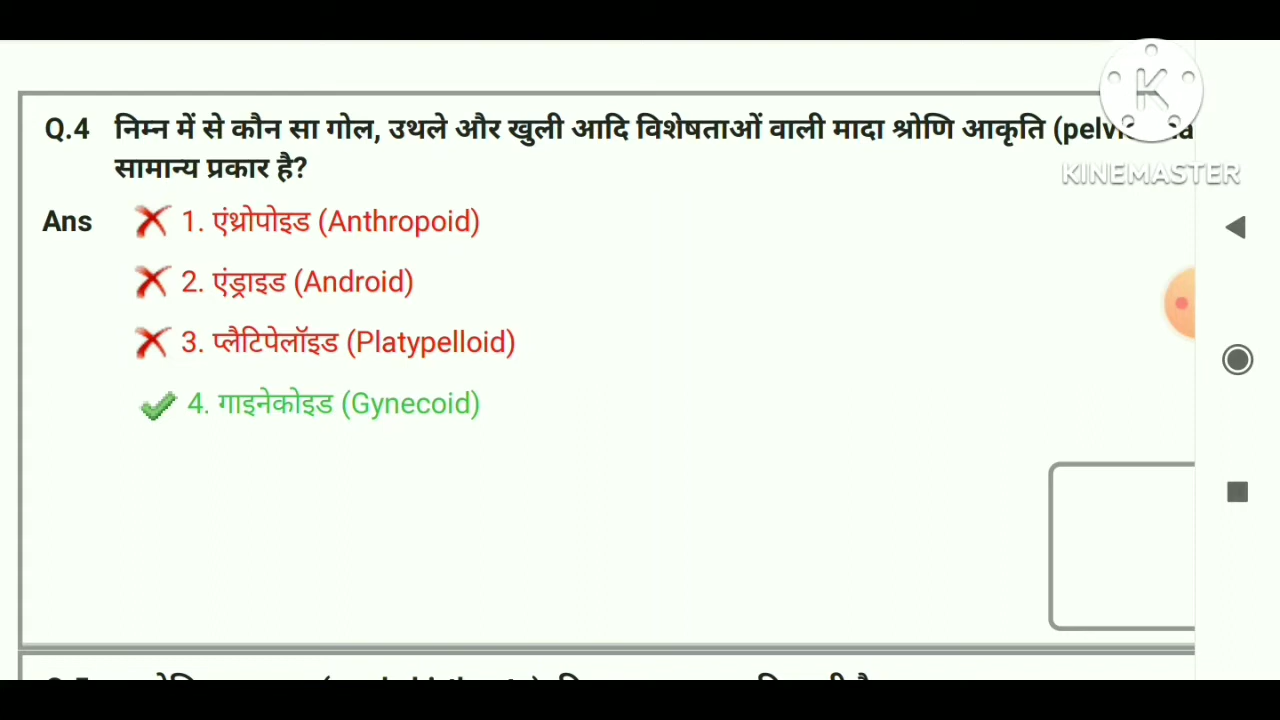 Q.4 निम्न में से कौन सा गोल, उथले और खुली आदि विशेषताओं वाली मादा श्रोणि आकृति
सामान्य प्रकार है?
Ans 1. एंथ्रोपोइड (Anthropoid)
2. एंड्राइड (Android)
3. प्लैटिपेलॉइड (Platypelloid)
4. गाइनेकोइड (Gynecoid)
K
KINEMASTER